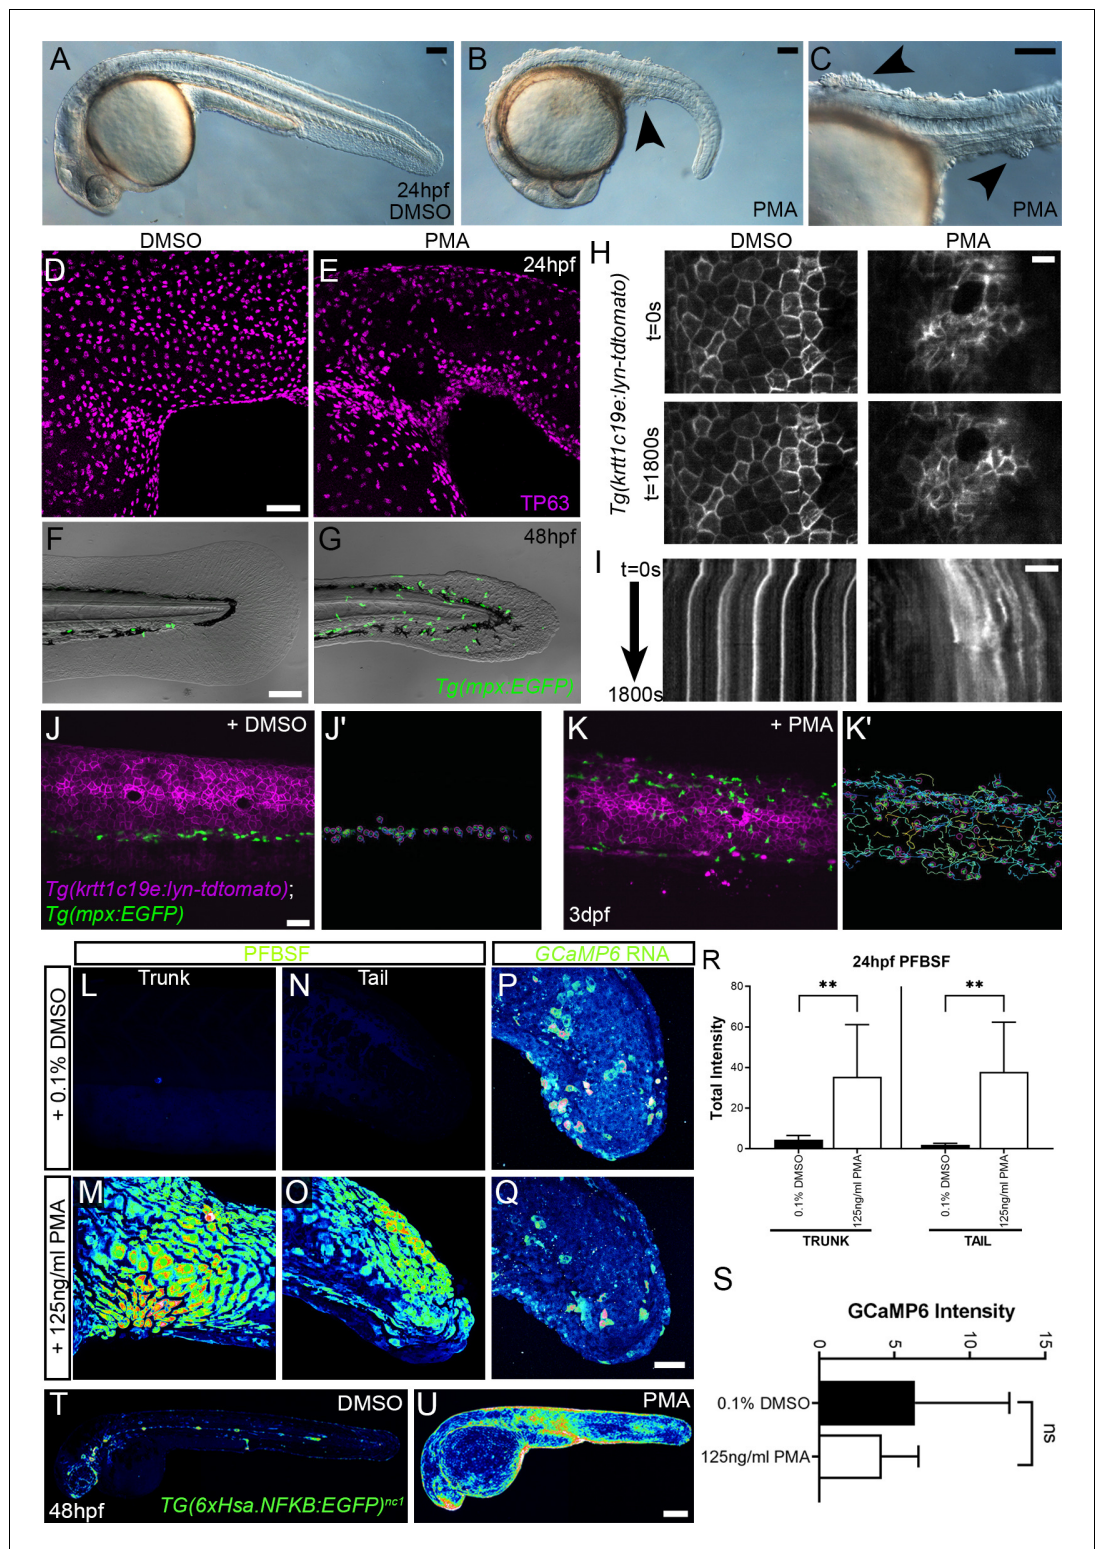 A
24hpf
DMSO
B
PMA
C
PMA
DMSO
PMA
D
E
24hpf
TP63
F
G
48hpf
Tg(mpx:EGFP)
H
DMSO
PMA
Tg(krtt1c19e:lyn-tdtomato)
t=0s
t=1800s
I
t=0s
1800s
J
+ DMSO
J'
Tg(krtt1c19e:lyn-tdtomato);
Tg(mpx:EGFP)
K
+ PMA
K'
3dpf
PFBSF
GCaMP6 RNA
+ 0.1% DMSO
L
Trunk
N
Tail
P
+ 125ng/ml PMA
M
O
Q
R
24hpf PFBSF
Total Intensity
80
60
40
20
0
**
**
0.1% DMSO
125ng/ml PMA
0.1% DMSO
125ng/ml PMA
TRUNK
TAIL
S
GCaMP6 Intensity
0
5
10
15
0.1% DMSO
125ng/ml PMA
ns
T
DMSO
48hpf
TG(6xHsa.NFKB:EGFP)nc1
U
PMA